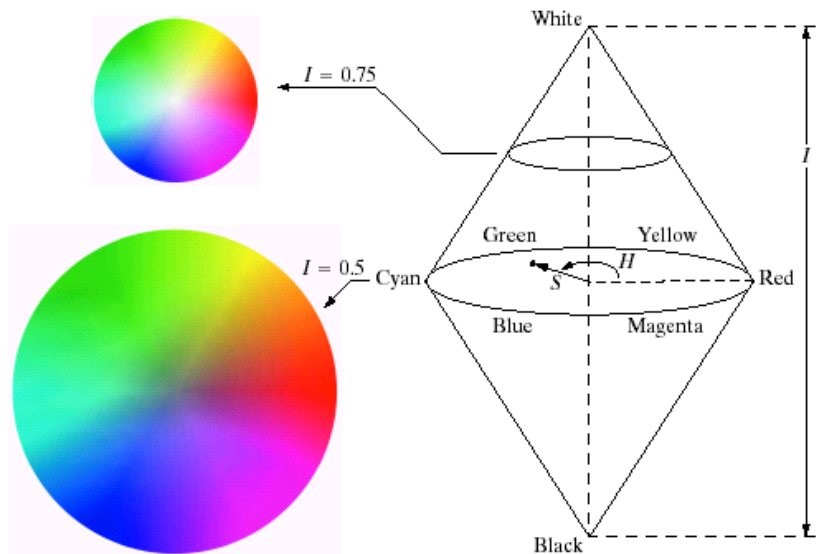 White
I = 0.75
I
Green Yellow
I = 0.5
H
Cyan
S
Red
Blue Magenta
Black